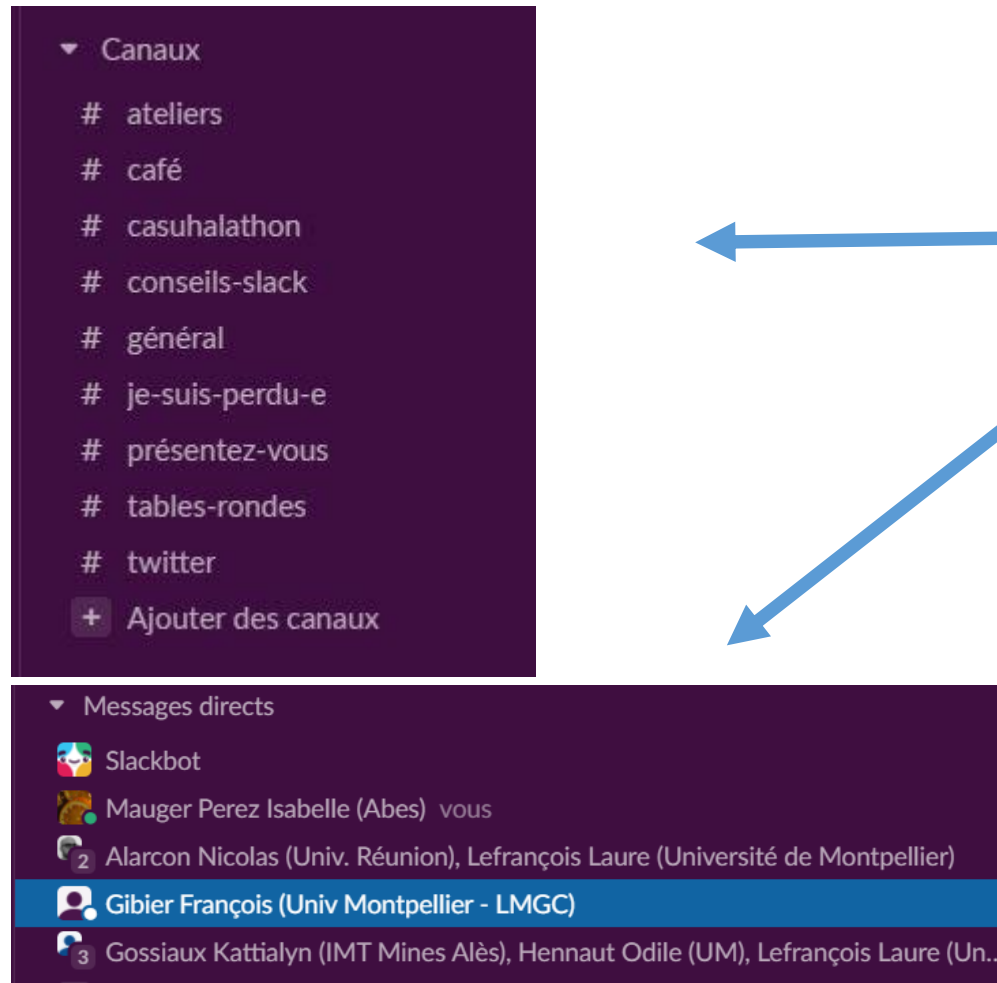 Canaux
# ateliers
# café
# casuhalathon
# conseils-slack
# général
# je-suis-perdu-e
# présentez-vous
# tables-rondes
# twitter
+ Ajouter des canaux
Messages directs
Slackbot
Mauger Perez Isabelle (Abes) vous
2 Alarcon Nicolas (Univ. Réunion), Lefrançois Laure (Université de Montpellier)
Gibier François (Univ Montpellier - LMGC)
3 Gossiaux Kattialyn (IMT Mines Alès), Hennaut Odile (UM), Lefrançois Laure (Un...